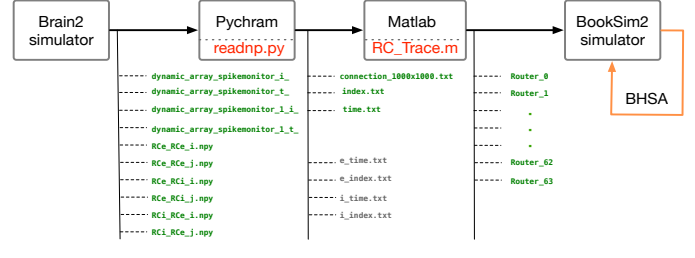 Brain2
simulator
Pychram
readnp.py
Matlab
RC_Trace.m
BookSim2
simulator
BHSA
dynamic_array_spikemonitor_i_
dynamic_array_spikemonitor_t_
dynamic_array_spikemonitor_1_i_
dynamic_array_spikemonitor_1_t_
RCe_RCe_i.npy
RCe_RCe_j.npy
RCe_RCi_i.npy
RCe_RCi_j.npy
RCi_RCe_i.npy
RCi_RCe_j.npy
connection_1000x1000.txt
index.txt
time.txt
e_time.txt
e_index.txt
i_time.txt
i_index.txt
Router_0
Router_1
.
.
.
Router_62
Router_63